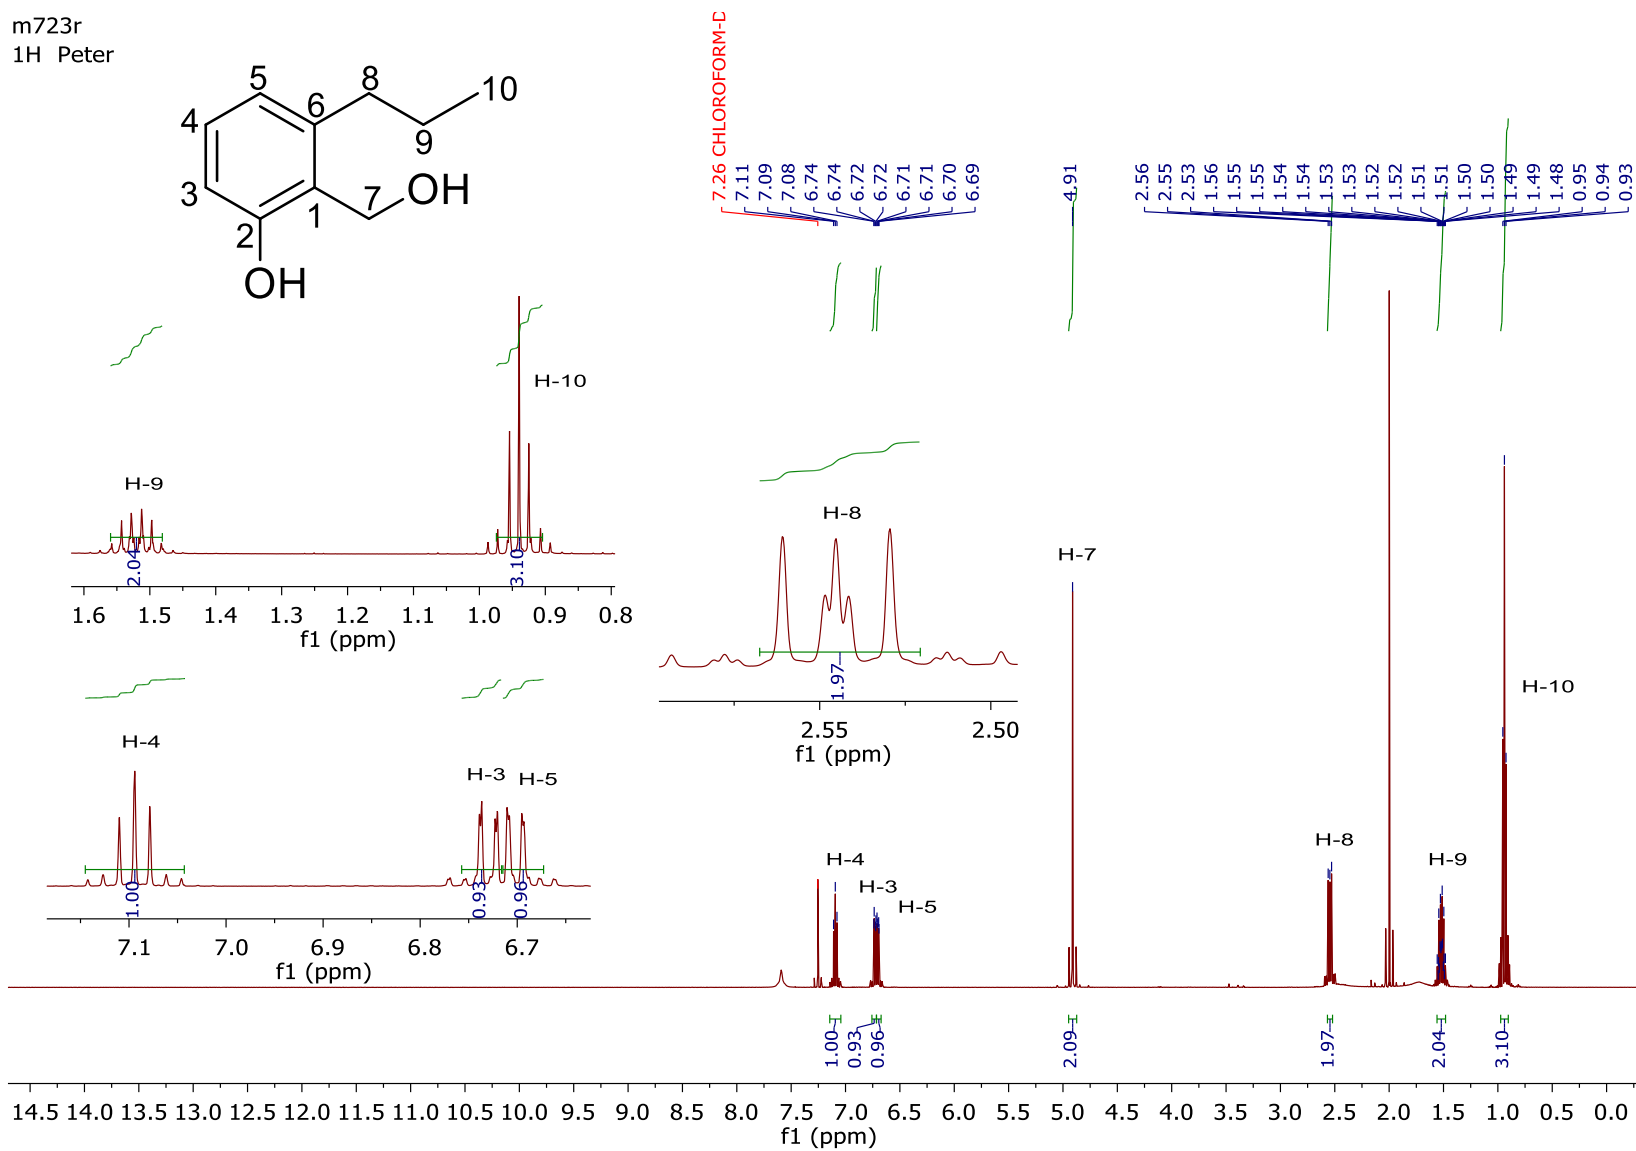 m723r
1H Peter
5
8
10
4
6
9
3
7
OH
1
2
OH
7.26 CHLOROFORM-D
7.11
7.09
7.08
6.74
6.74
6.72
6.72
6.71
6.71
6.70
6.69
4.91
2.56
2.55
2.53
1.56
1.55
1.55
1.54
1.54
1.53
1.53
1.52
1.52
1.51
1.51
1.50
1.50
1.49
1.49
1.48
0.95
0.94
0.93
H-9
H-10
2.04
3.10
1.6 1.5 1.4 1.3 1.2 1.1 1.0 0.9 0.8
f1 (ppm)
H-8
1.97
2.55 2.50
f1 (ppm)
H-4
H-3
H-5
1.00
0.93
0.96
7.1 7.0 6.9 6.8 6.7
f1 (ppm)
H-7
H-10
H-4
H-3
H-5
H-8
H-9
1.00
0.93
0.96
2.09
1.97
2.04
3.10
14.5 14.0 13.5 13.0 12.5 12.0 11.5 11.0 10.5 10.0 9.5 9.0 8.5 8.0 7.5 7.0 6.5 6.0 5.5 5.0 4.5 4.0 3.5 3.0 2.5 2.0 1.5 1.0 0.5 0.0
f1 (ppm)